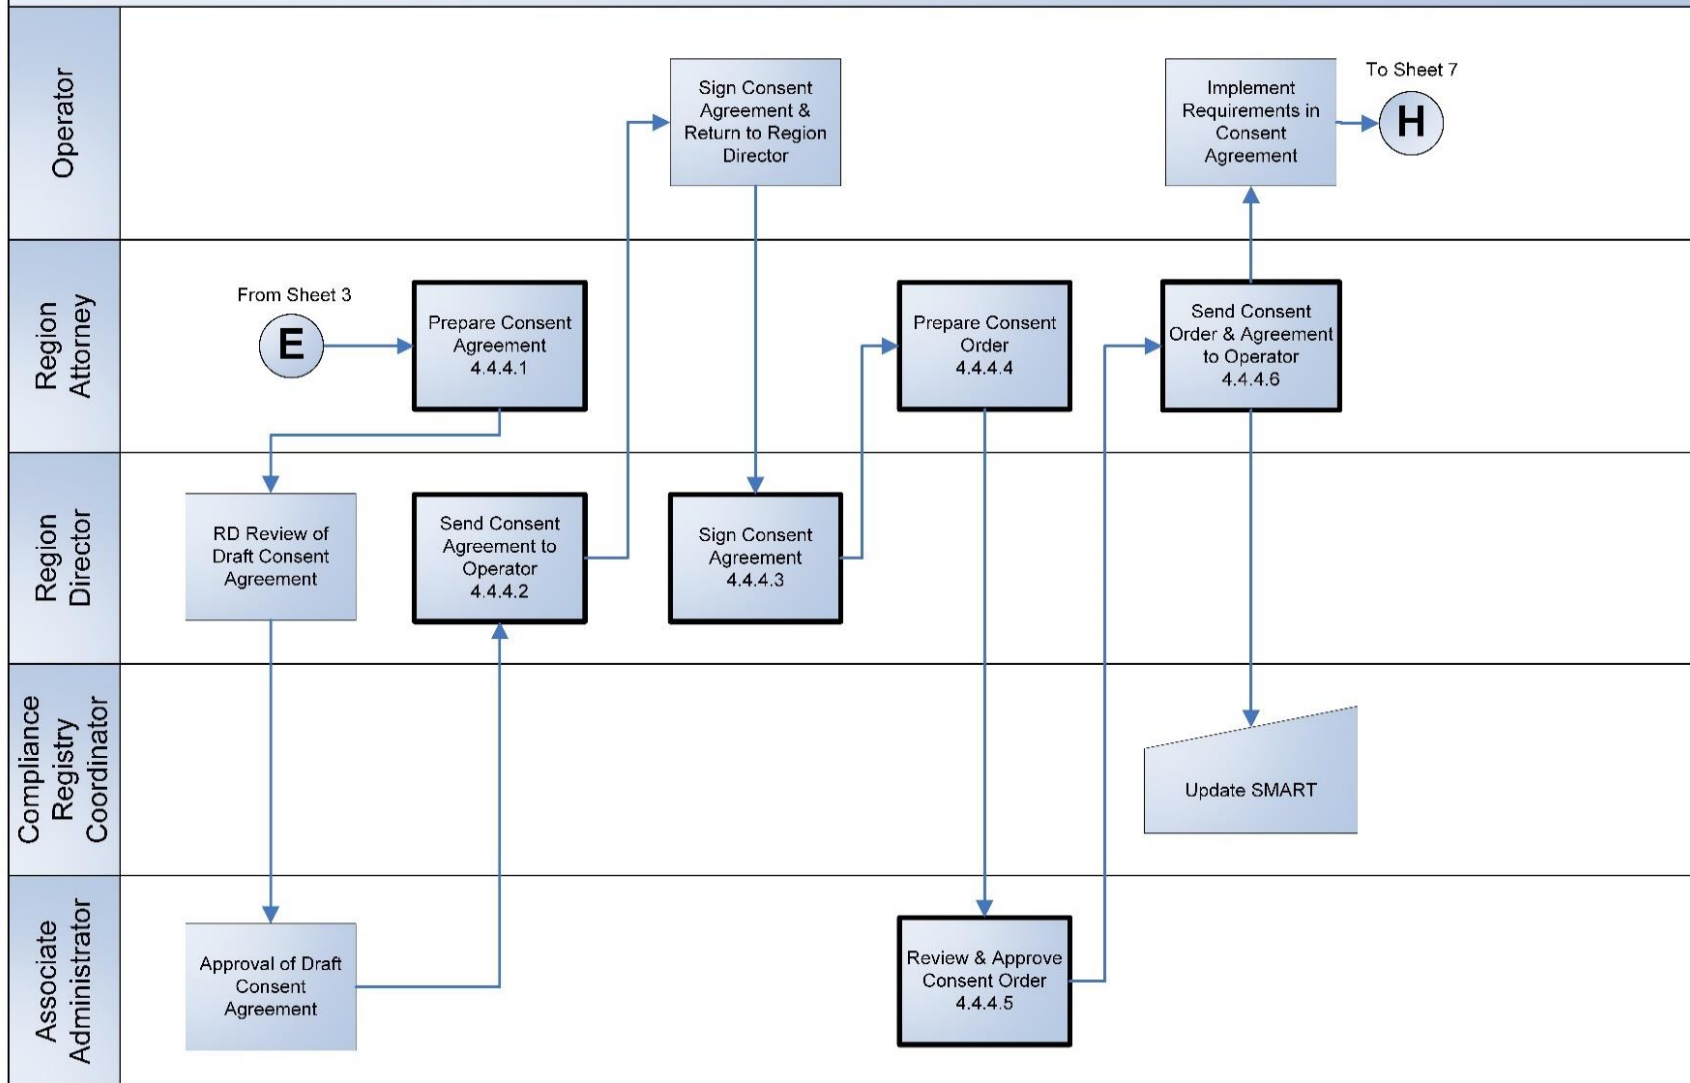 Operator
Sign Consent
Agreement &
Return to Region
Director
Implement
Requirements in
Consent
Agreement
To Sheet 7
H
Region
Attorney
From Sheet 3
E
Prepare Consent
Agreement
4.4.4.1
Prepare Consent
Order
4.4.4.4
Send Consent
Order & Agreement
to Operator
4.4.4.6
Region
Director
RD Review of
Draft Consent
Agreement
Send Consent
Agreement to
Operator
4.4.4.2
Sign Consent
Agreement
4.4.4.3
Compliance
Registry
Coordinator
Update SMART
Associate
Administrator
Approval of Draft
Consent
Agreement
Review & Approve
Consent Order
4.4.4.5